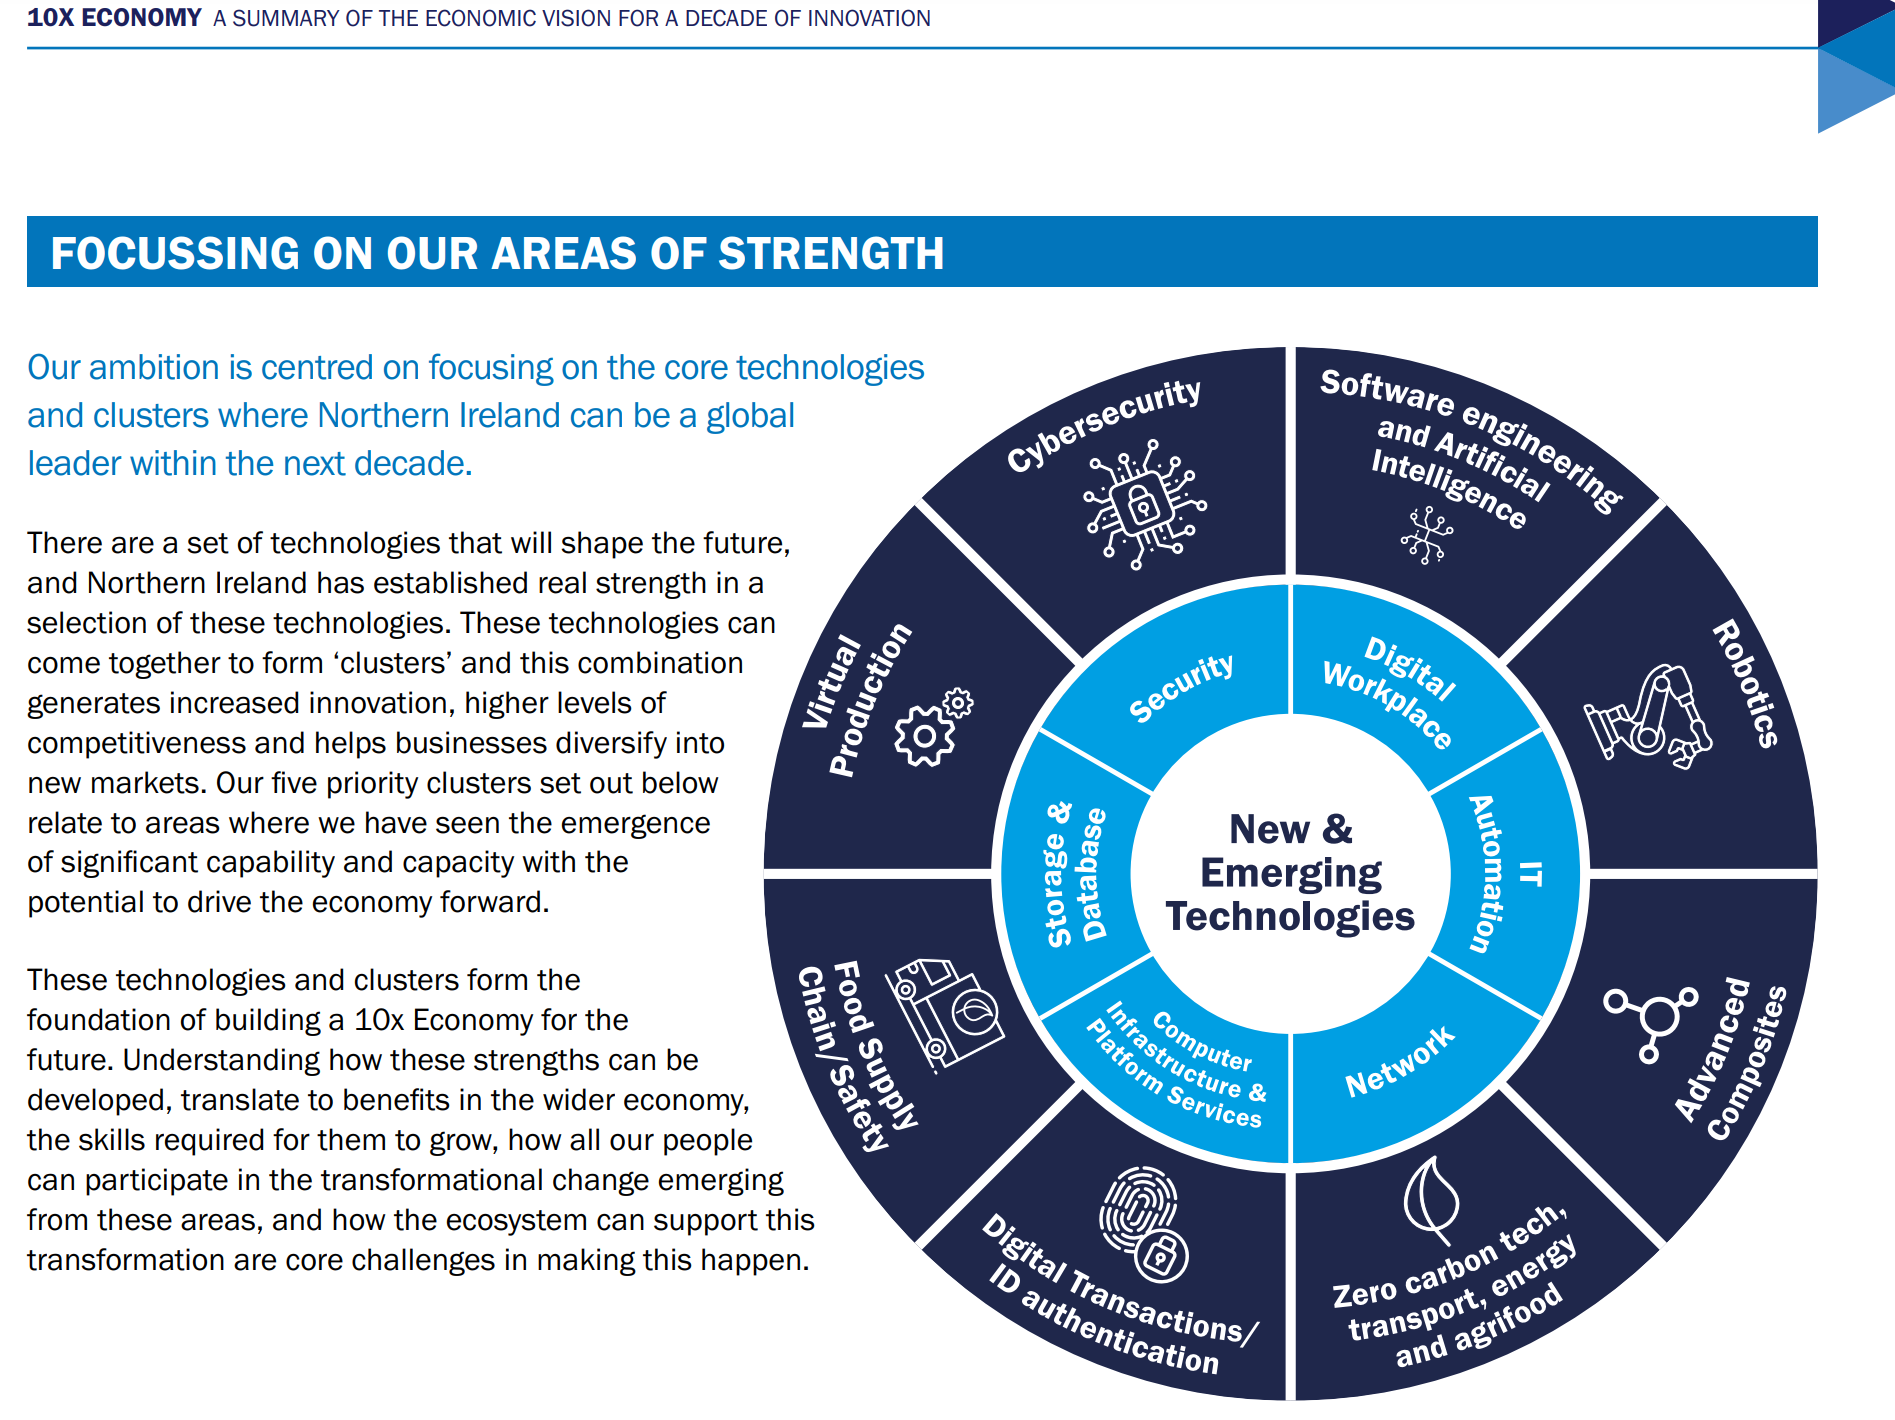 10X ECONOMY A SUMMARY OF THE ECONOMIC VISION FOR A DECADE OF INNOVATION
FOCUSSING ON OUR AREAS OF STRENGTH
Our ambition is centred on focusing on the core technologies
and clusters where Northern Ireland can be a global
leader within the next decade.
There are a set of technologies that will shape the future,
and Northern Ireland has established real strength in a
selection of these technologies. These technologies can
come together to form ‘clusters’ and this combination
generates increased innovation, higher levels of
competitiveness and helps businesses diversify into
new markets. Our five priority clusters set out below
relate to areas where we have seen the emergence
of significant capability and capacity with the
potential to drive the economy forward.
These technologies and clusters form the
foundation of building a 10x Economy for the
future. Understanding how these strengths can be
developed, translate to benefits in the wider economy,
the skills required for them to grow, how all our people
can participate in the transformational change emerging
from these areas, and how the ecosystem can support this
transformation are core challenges in making this happen.
Cybersecurity
Software engineering
and Artificial
Intelligence
Robotics
Advanced
Composites
Zero carbon tech,
transport, energy
and agrifood
Digital Transactions/
ID authentication
Food Supply
Chain/Safety
Virtual
Production
Security
Digital
Workplace
IT
Automation
Network
Computer
Infrastructure &
Platform Services
Storage &
Database
New &
Emerging
Technologies